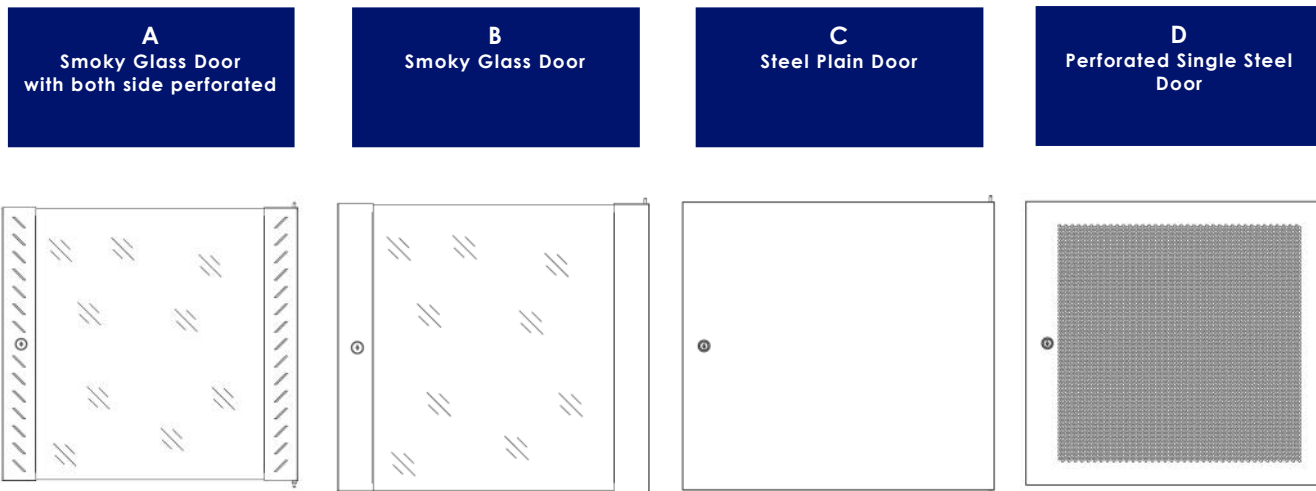 A
Smoky Glass Door
with both side perforated
B
Smoky Glass Door
C
Steel Plain Door
D
Perforated Single Steel
Door